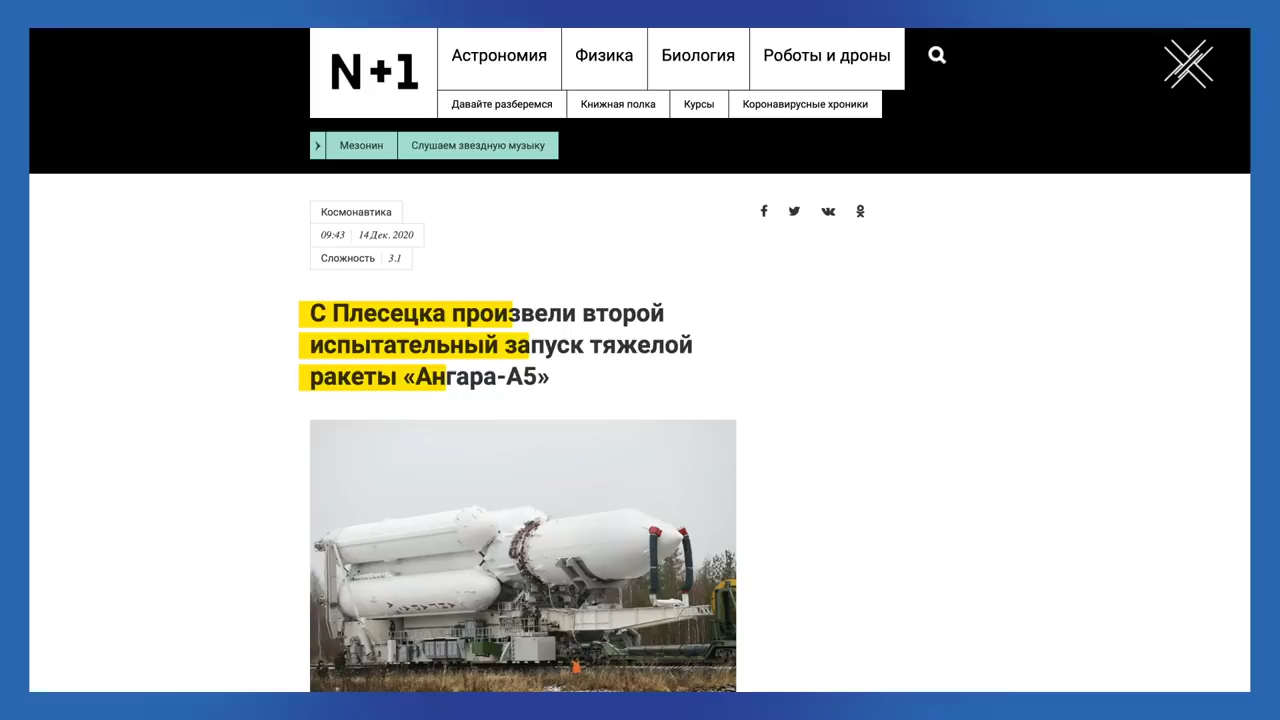 N+1
Астрономия
Физика
Биология
Роботы и дроны
Давайте разберемся
Книжная полка
Курсы
Коронавирусные хроники
Мезонин
Слушаем звездную музыку
Космонавтика
09:43 14 Дек. 2020
Сложность 3.1
С Плесецка произвели второй
испытательный запуск тяжелой
ракеты «Ангара-А5»